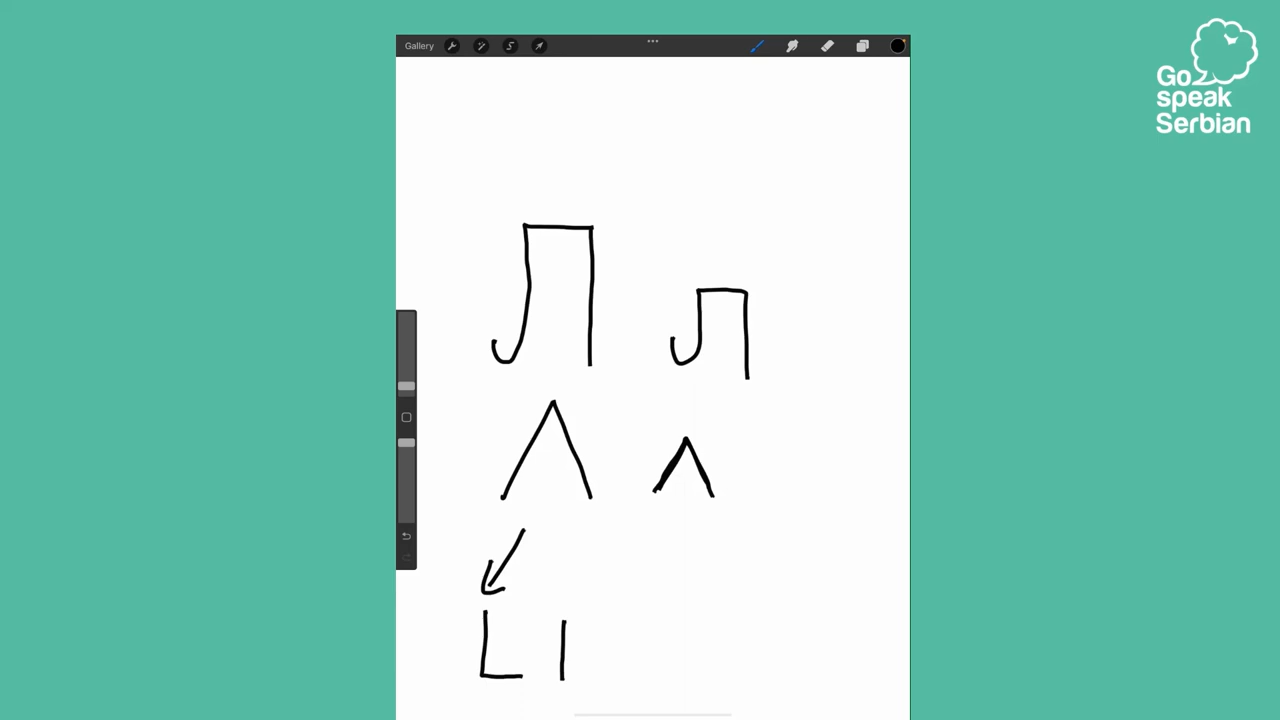 Gallery
Go
speak
Serbian
Л л
Λ ʌ
L l